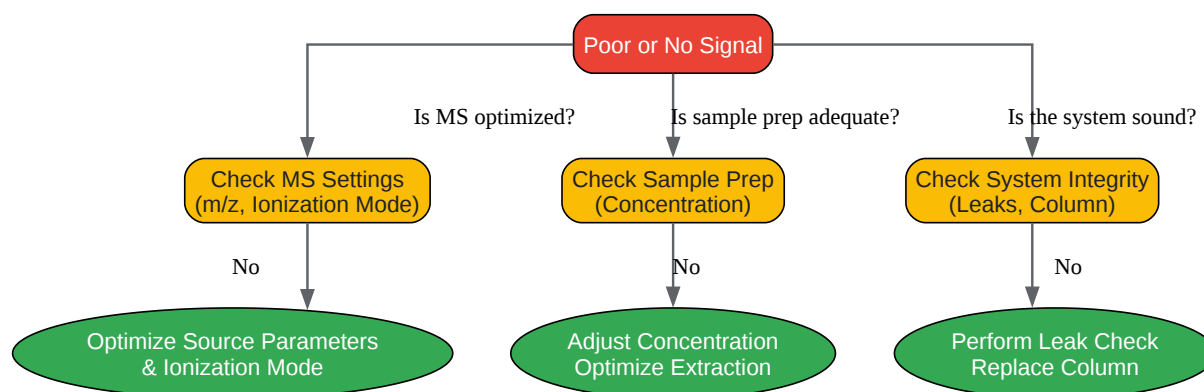 Poor or No Signal
Is MS optimized?
Is sample prep adequate?
Is the system sound?
Check MS Settings
(m/z, Ionization Mode)
Check Sample Prep
(Concentration)
Check System Integrity
(Leaks, Column)
No
No
No
Optimize Source Parameters
& Ionization Mode
Adjust Concentration
Optimize Extraction
Perform Leak Check
Replace Column